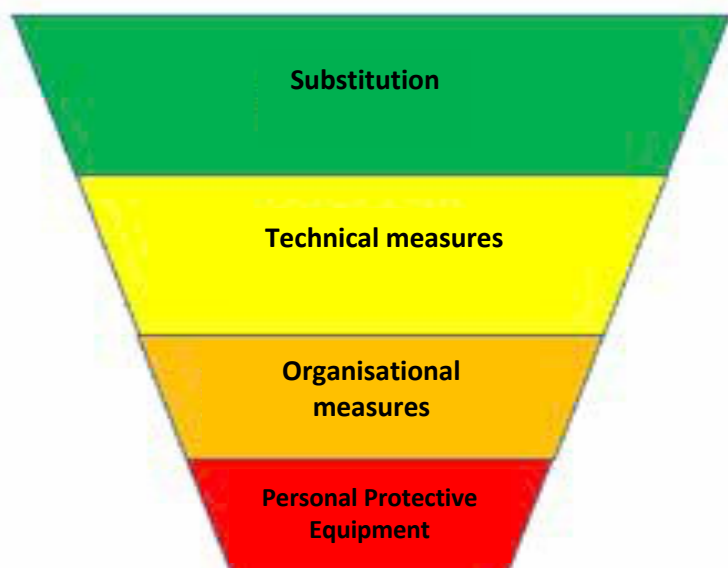 Substitution
Technical measures
Organisational
measures
Personal Protective
Equipment